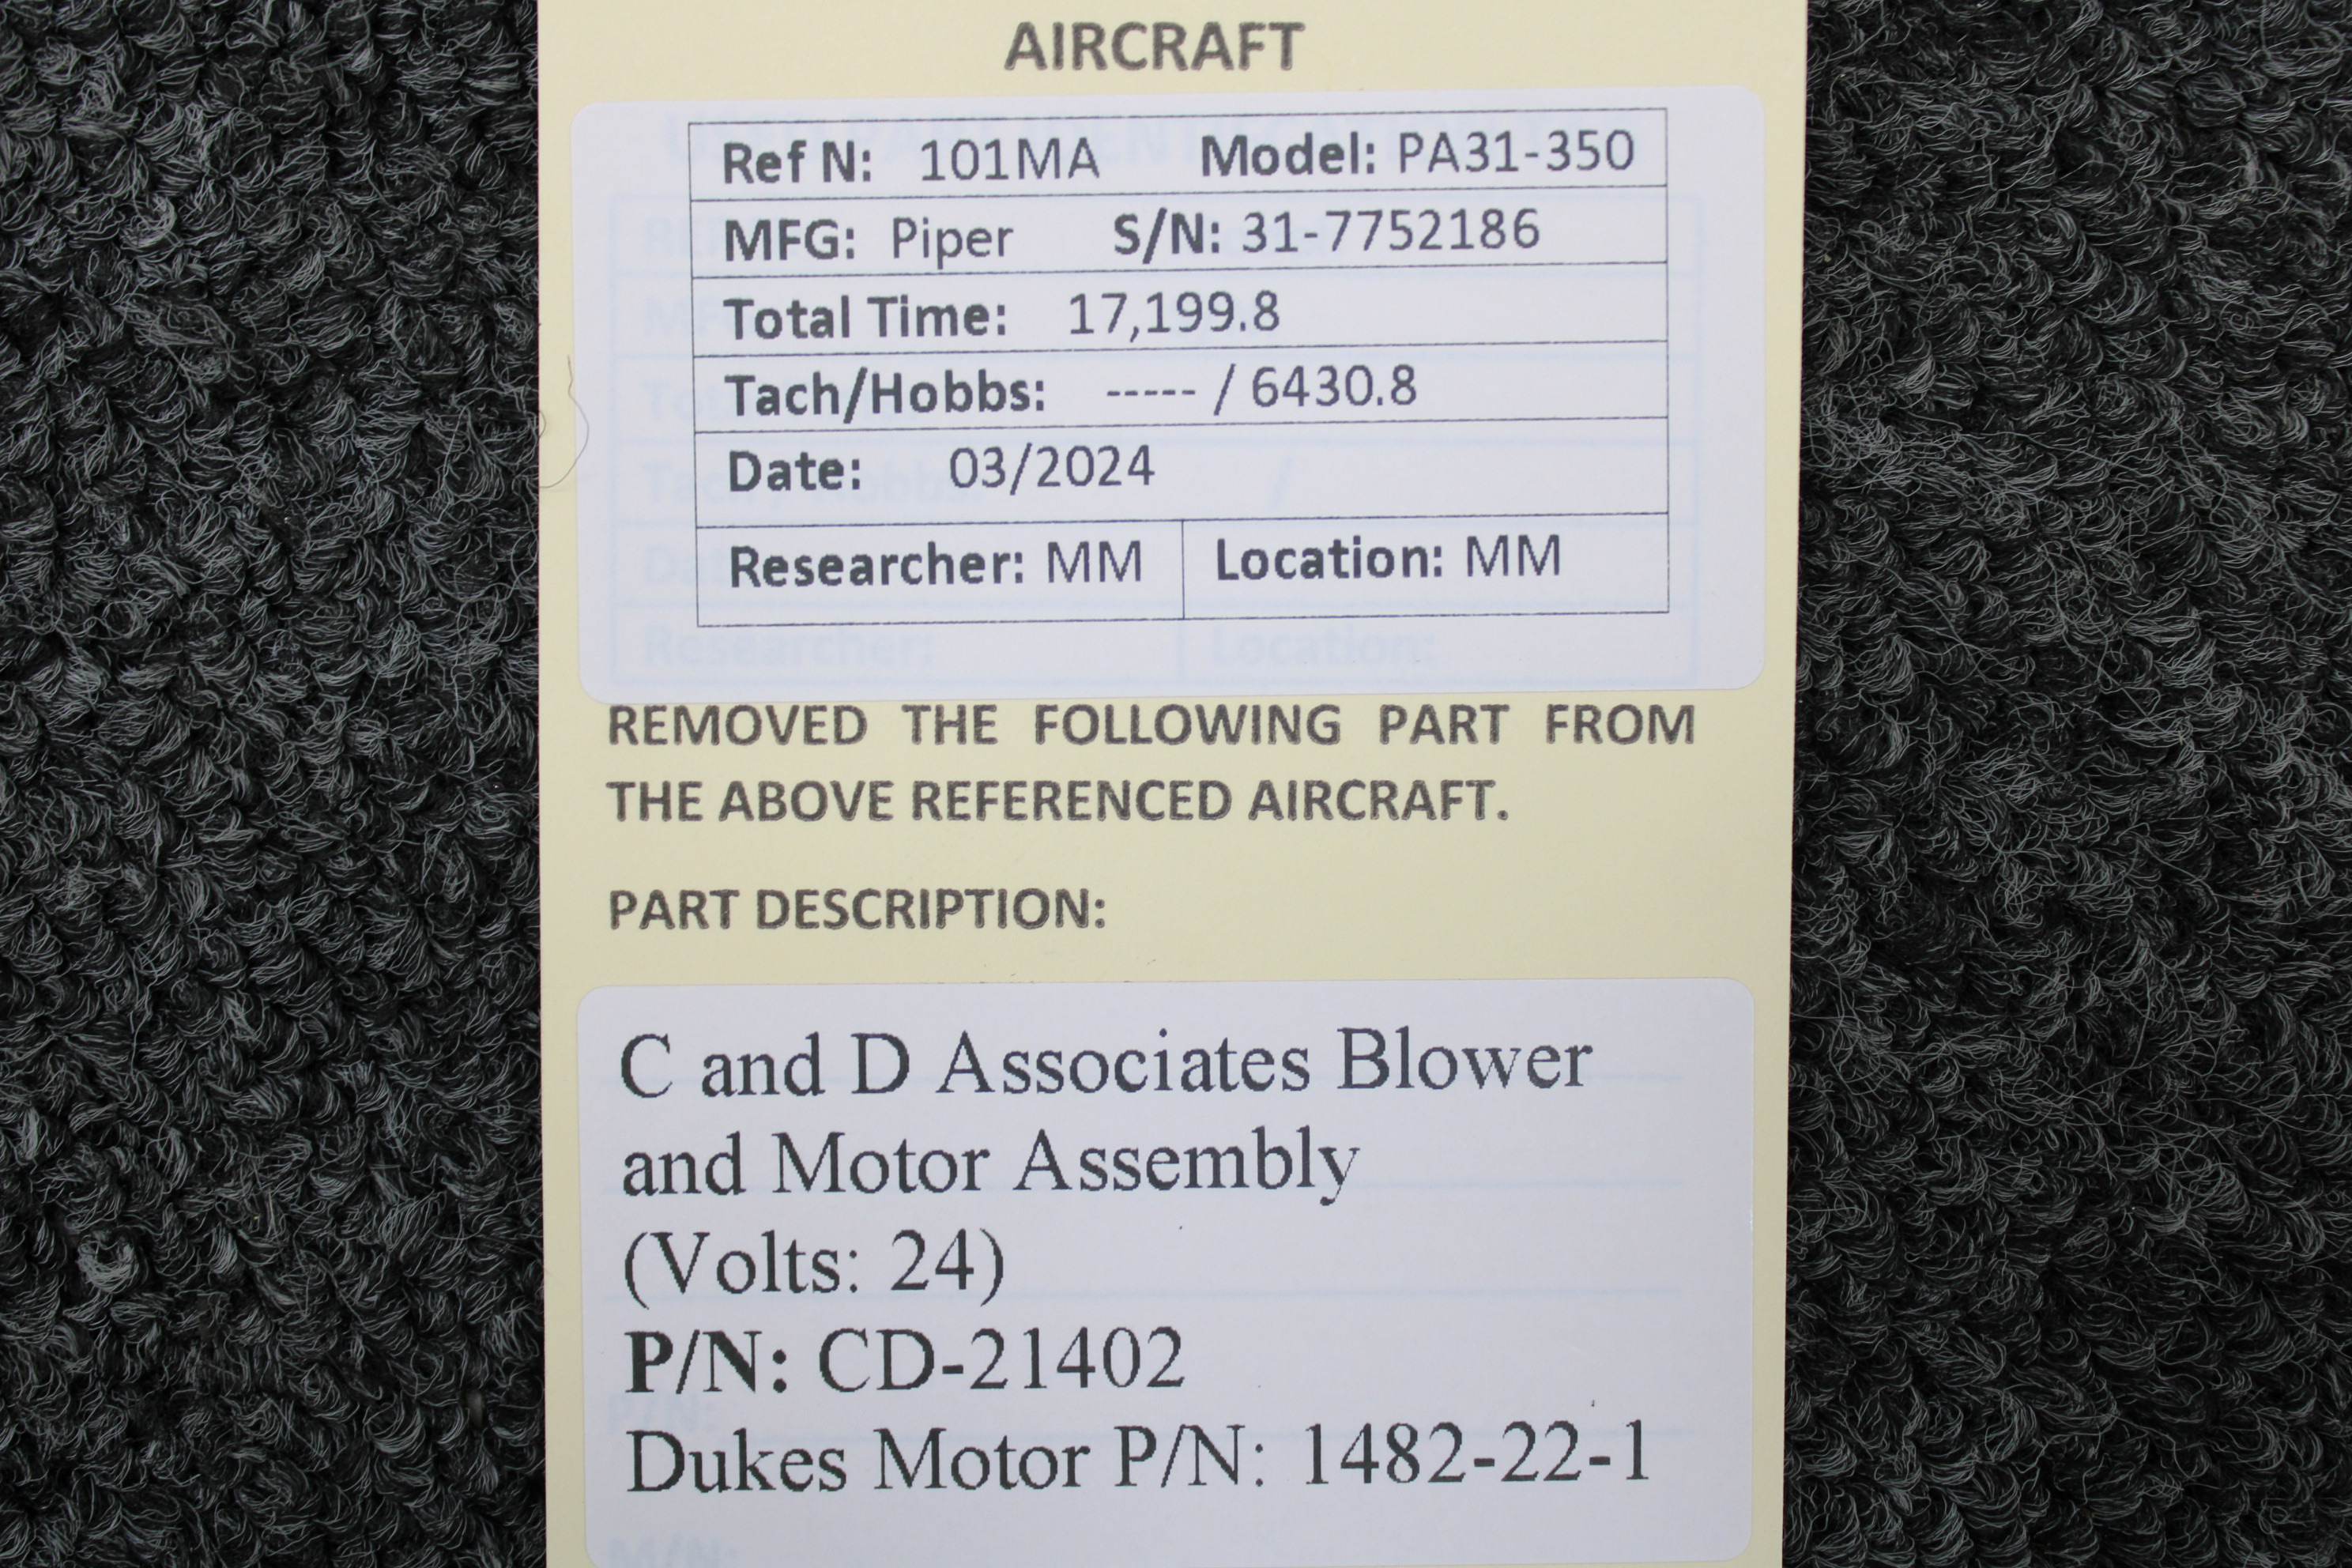 AIRCRAFT
Ref N: 101MA Model: PA31-350
MFG: Piper S/N: 31-7752186
Total Time: 17,199.8
Tach/Hobbs: ----- / 6430.8
Date: 03/2024
Researcher: MM Location: MM
REMOVED THE FOLLOWING PART FROM
THE ABOVE REFERENCED AIRCRAFT.
PART DESCRIPTION:
C and D Associates Blower
and Motor Assembly
(Volts: 24)
P/N: CD-21402
Dukes Motor P/N: 1482-22-1